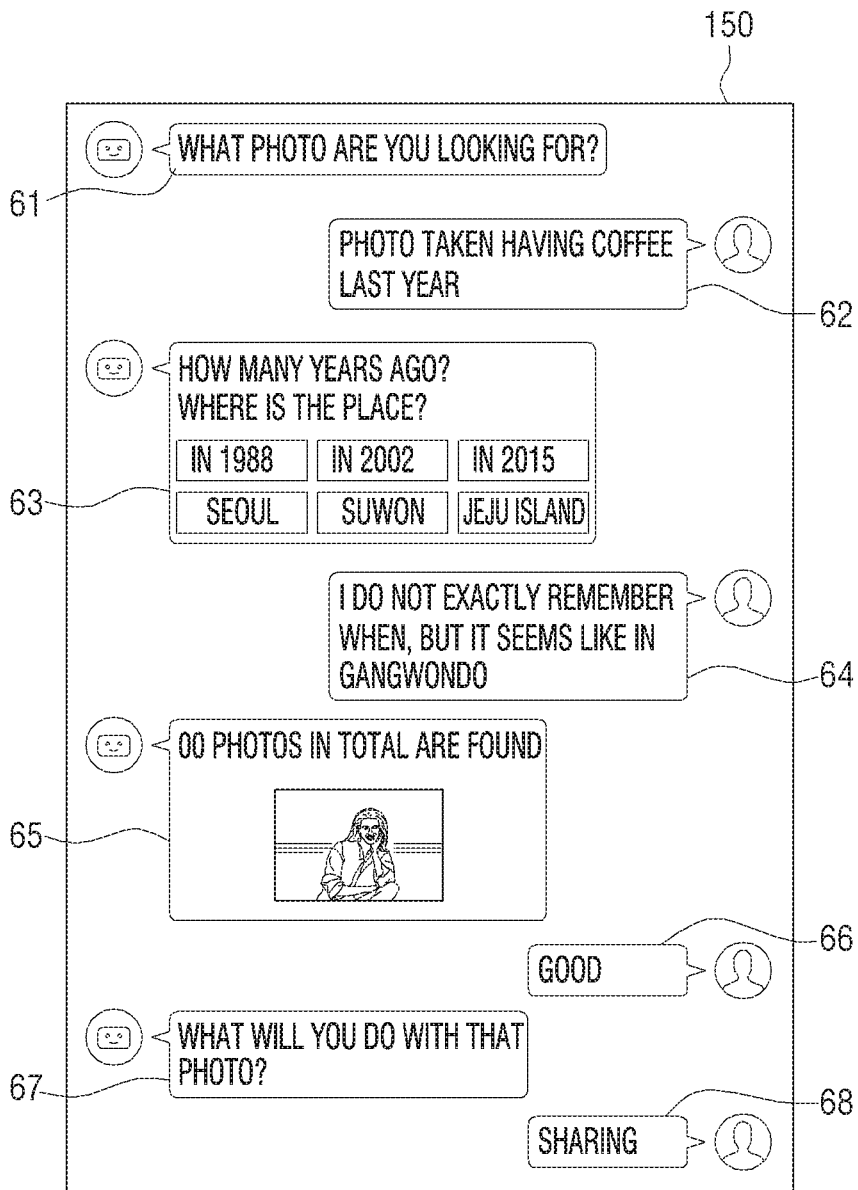 150
WHAT PHOTO ARE YOU LOOKING FOR?
61
PHOTO TAKEN HAVING COFFEE
LAST YEAR
62
HOW MANY YEARS AGO?
WHERE IS THE PLACE?
IN 1988 IN 2002 IN 2015
SEOUL SUWON JEJU ISLAND
63
I DO NOT EXACTLY REMEMBER
WHEN, BUT IT SEEMS LIKE IN
GANGWONDO
64
00 PHOTOS IN TOTAL ARE FOUND
65
66
GOOD
WHAT WILL YOU DO WITH THAT
PHOTO?
67
68
SHARING